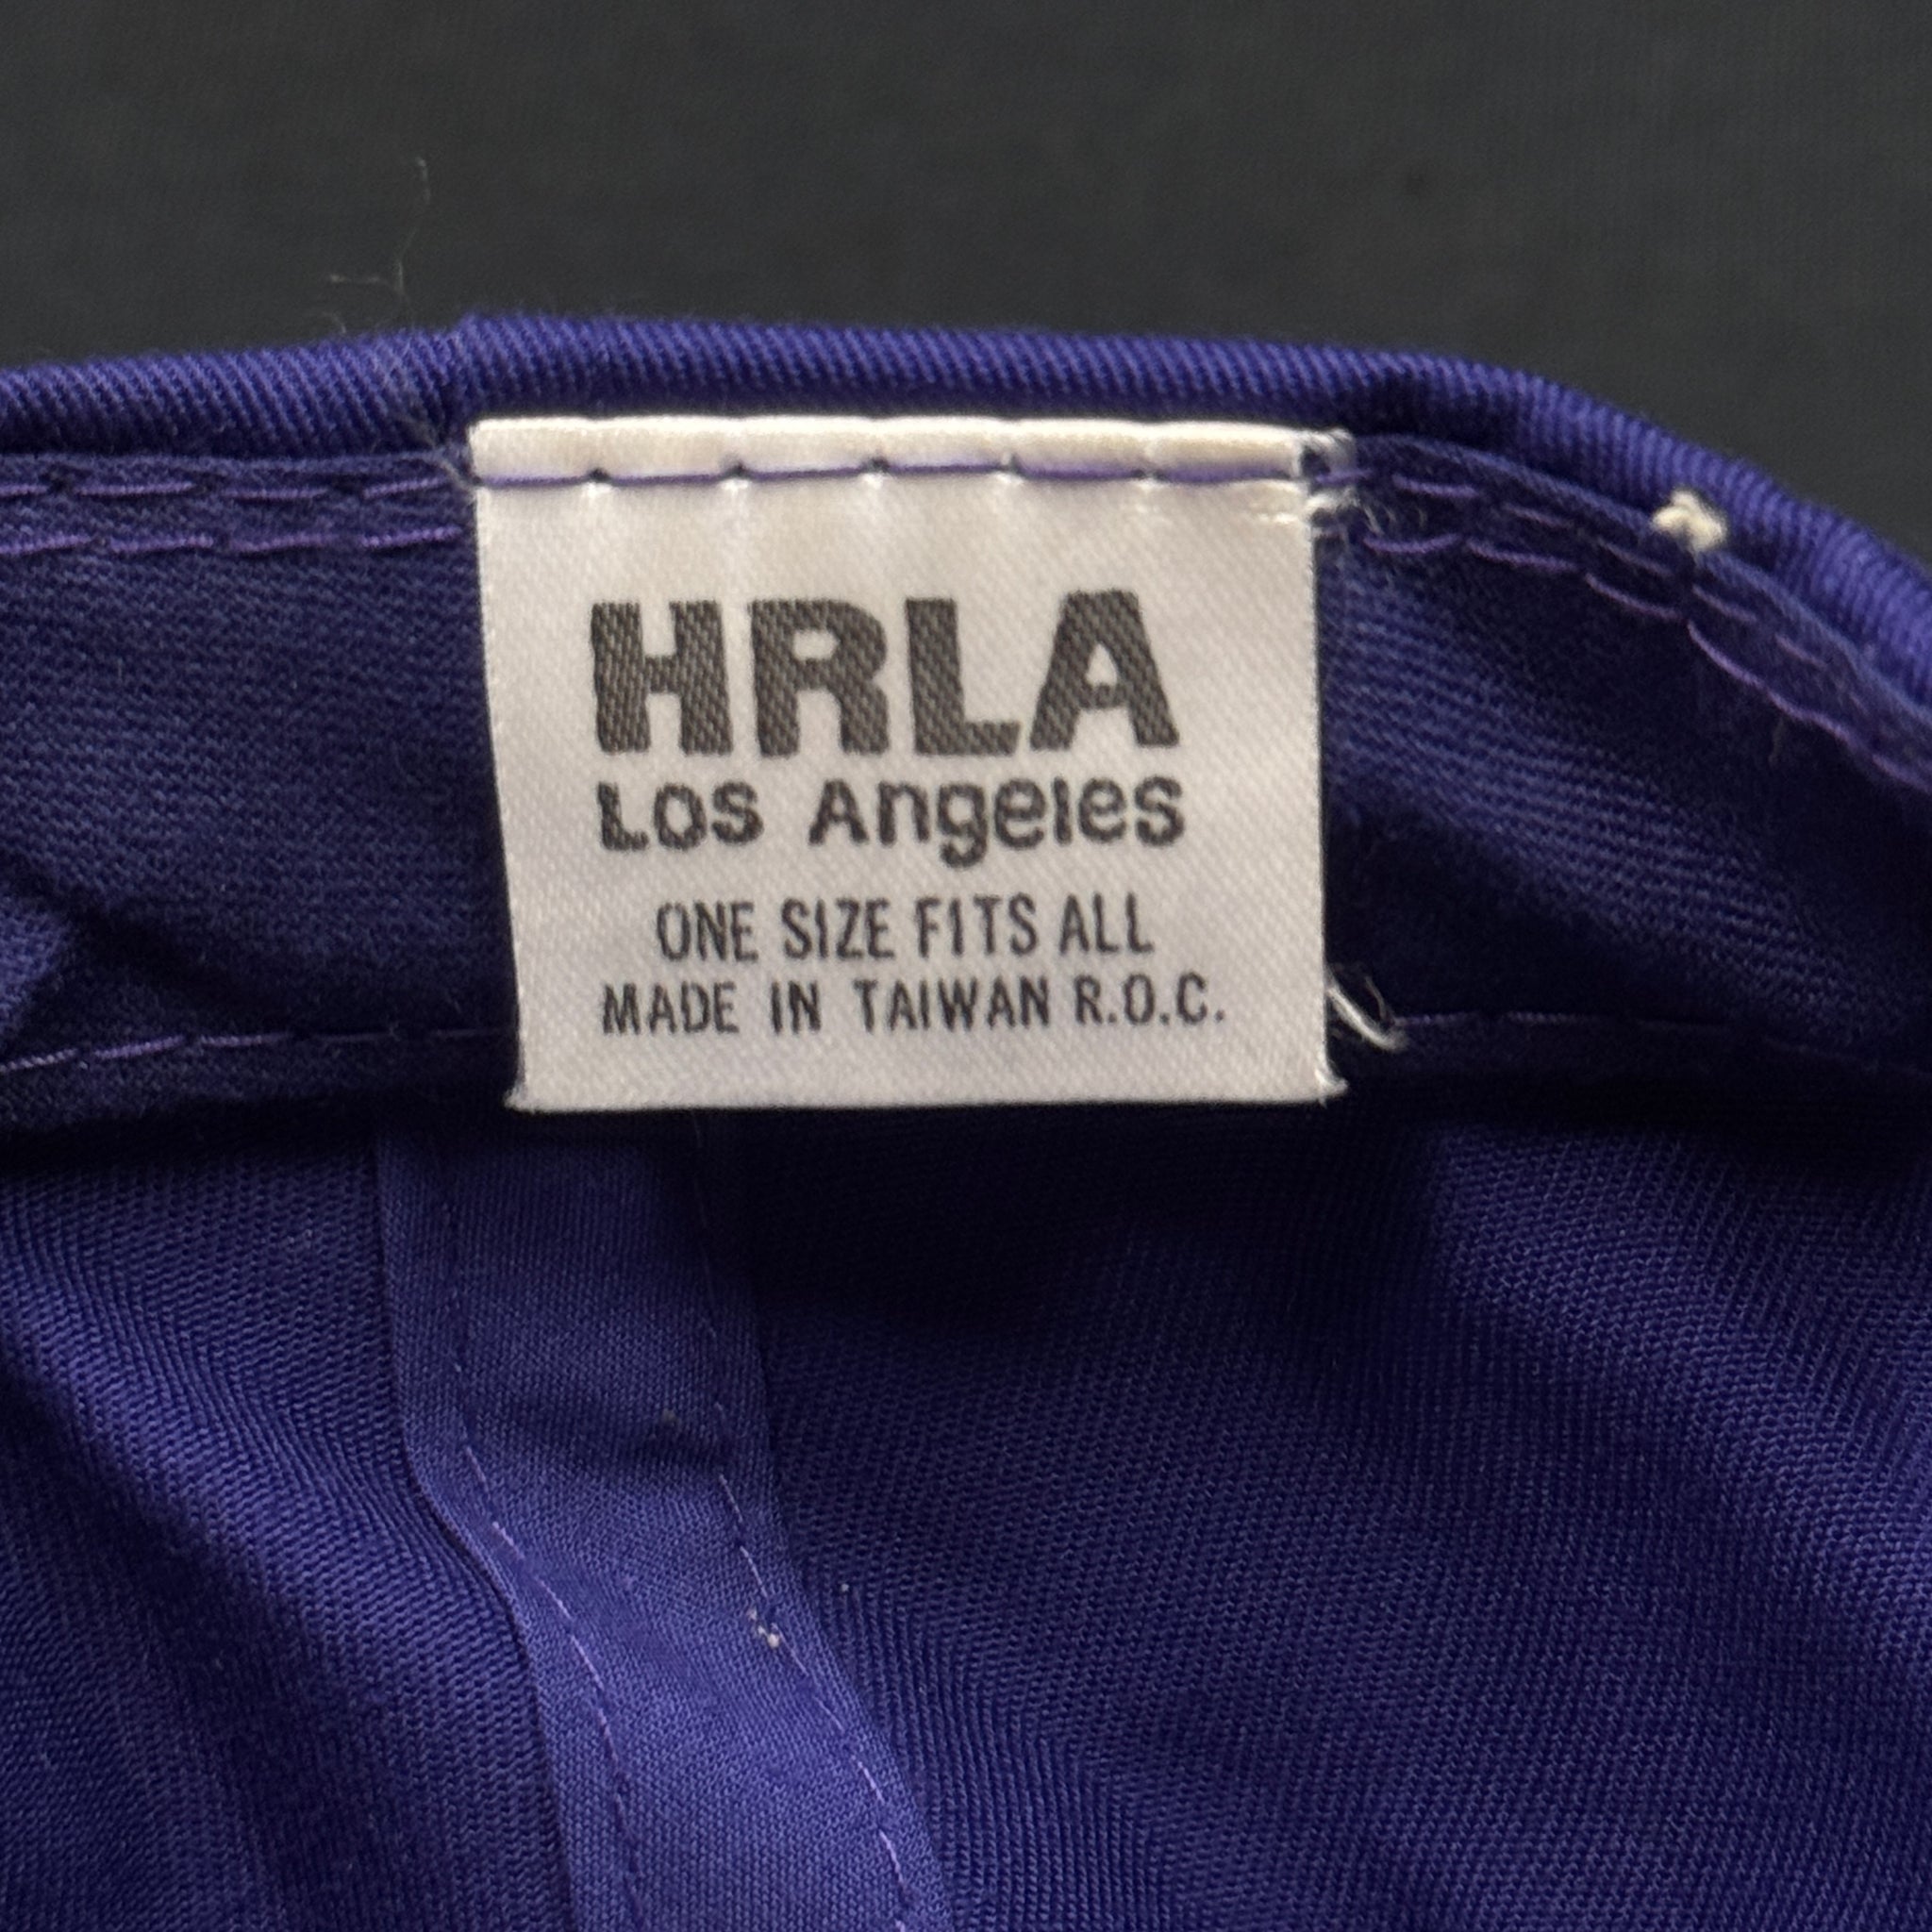 HRLA
Los Angeles
ONE SIZE FITS ALL
MADE IN TAIWAN R.O.C.